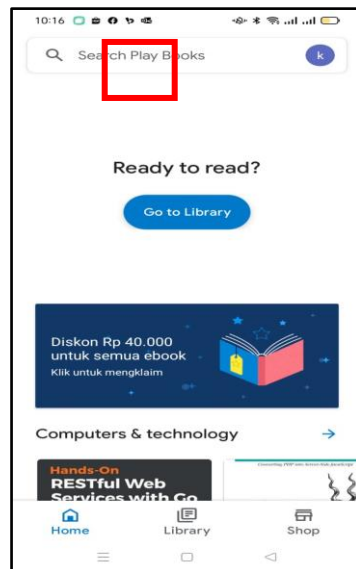 10:16
Search Play Books
k
Ready to read?
Go to Library
Diskon Rp 40.000
untuk semua ebook
Klik untuk mengklaim
Computers & technology
Hands-On
RESTful Web
Services with Go
Home
Library
Shop